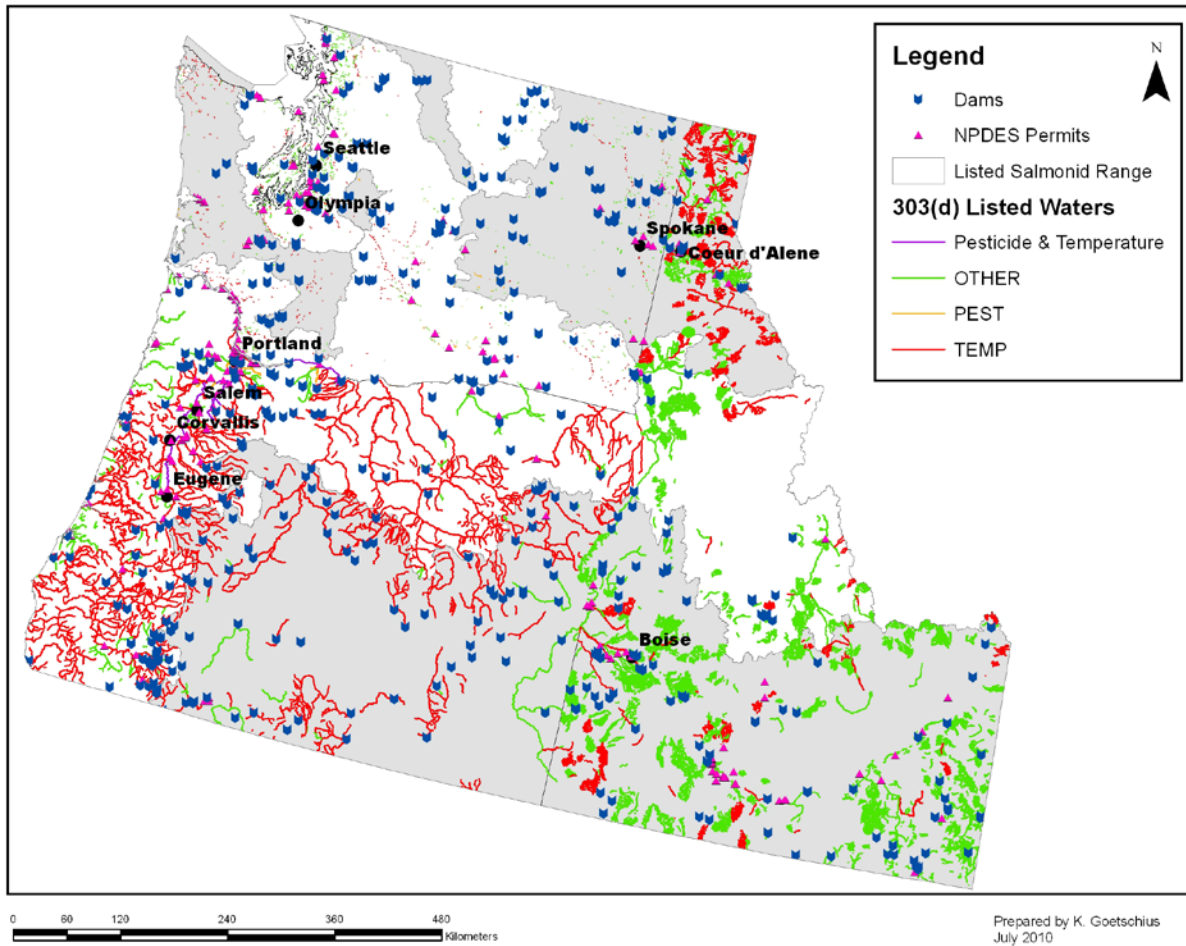 Legend
N
Dams
NPDES Permits
Listed Salmonid Range
303(d) Listed Waters
Pesticide & Temperature
OTHER
PEST
TEMP
Seattle
Olympia
Spokane
Coeur d'Alene
Portland
Salem
Corvallis
Eugene
Boise
0 60 120 240 360 480
Kilometers
Prepared by K. Goetschius
July 2010